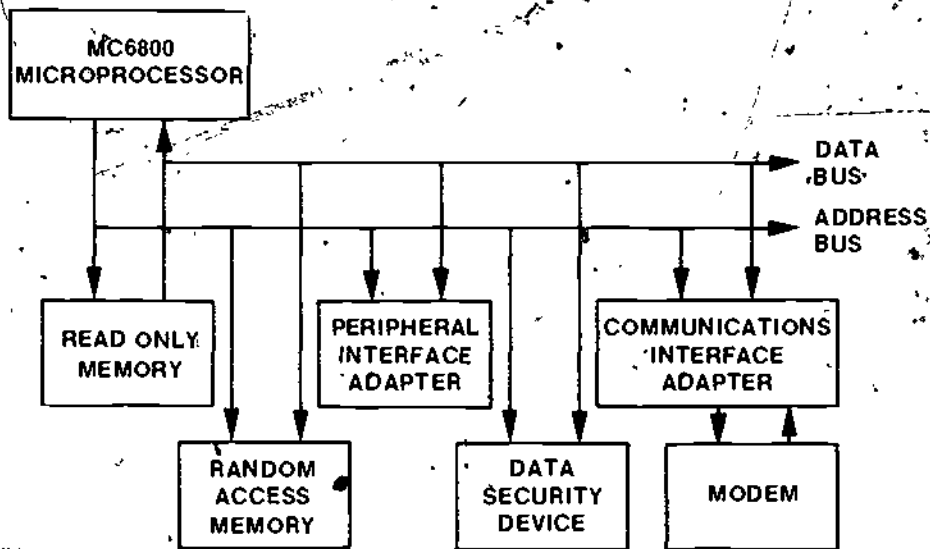 MC6800
MICROPROCESSOR
DATA
BUS
ADDRESS
BUS
READ ONLY
MEMORY
PERIPHERAL
INTERFACE
ADAPTER
COMMUNICATIONS
INTERFACE
ADAPTER
RANDOM
ACCESS
MEMORY
DATA
SECURITY
DEVICE
MODEM